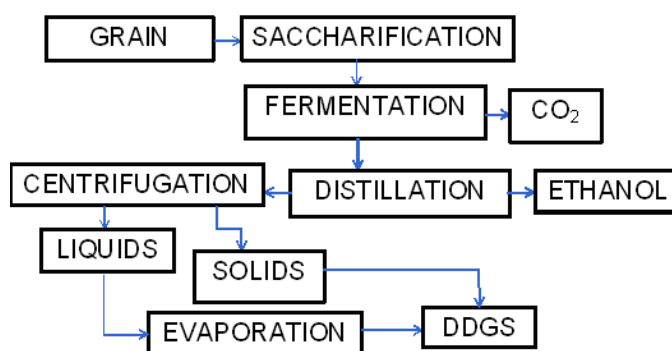 GRAIN
SACCHARIFICATION
FERMENTATION
CO₂
CENTRIFUGATION
DISTILLATION
ETHANOL
LIQUIDS
SOLIDS
EVAPORATION
DDGS